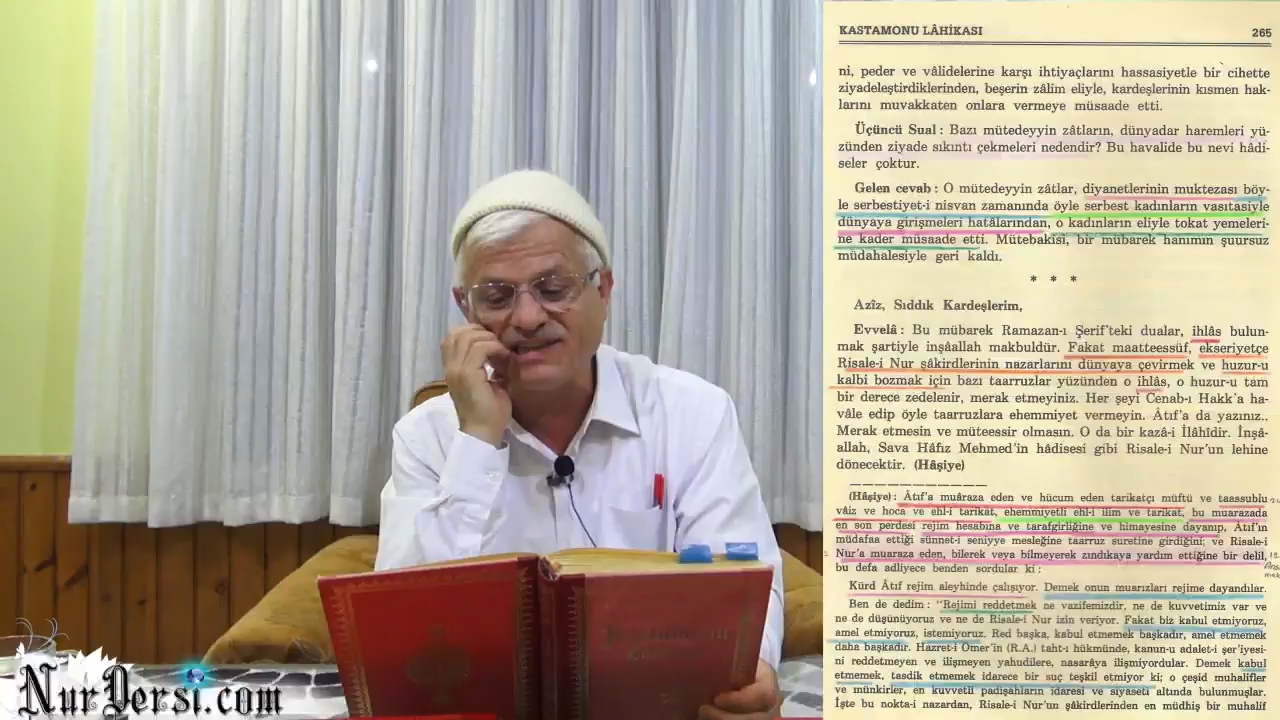 KASTAMONU LÂHİKASI 265
ni, peder ve vâlidelerine karşı ihtiyaçlarını hassasiyetle bir cihette
ziyadeleştirdiklerinden, beşerin zâlim eliyle, kardeşlerinin kısmen hak-
larını muvakkaten onlara vermeye müsaade etti.
Üçüncü Sual : Bazı mütedeyyin zâtların, dünyadar haremleri yü-
zünden ziyade sıkıntı çekmeleri nedendir? Bu havalide bu nevi hâdi-
seler çoktur.
Gelen cevab : O mütedeyyin zâtlar, diyanetlerinin muktezası böy-
le serbestiyet-i nisvan zamanında öyle serbest kadınların vasıtasiyle
dünyaya girişmeleri hatâlarından, o kadınların eliyle tokat yemeleri-
ne kader müsaade etti. Mütebakisi, bir mübarek hanımın şuursuz
müdahalesiyle geri kaldı.
* * *
Azîz, Sıddık Kardeşlerim,
Evvelâ : Bu mübarek Ramazan-ı Şerif'teki dualar, ihlâs bulun-
mak şartiyle inşâallah makbuldür. Fakat maatteessüf, ekseriyetçe
Risale-i Nur şâkirdlerinin nazarlarını dünyaya çevirmek ve huzur-u
kalbi bozmak için bazı taarruzlar yüzünden o ihlâs, o huzur-u tam
bir derece zedelenir, merak etmeyiniz. Her şeyi Cenab-ı Hakk'a ha-
vâle edip öyle taarruzlara ehemmiyet vermeyin. Âtıf'a da yazınız..
Merak etmesin ve müteessir olmasın. O da bir kazâ-i İlâhîdir. İnşâ-
allah, Sava Hâfız Mehmed'in hâdisesi gibi Risale-i Nur'un lehine
dönecektir. (Hâşiye)
(Hâşiye) : Âtıf'a muâraza eden ve hücum eden tarikatçı müftü ve taassublu
vâiz ve hoca ve ehl-i tarikat, ehemmiyetli ehl-i ilim ve tarikat, bu muarazada
en son perdesi rejim hesabına ve tarafgirliğine ve himayesine dayanıp, Âtıf'ın
müdafaa ettiği sünnet-i seniyye mesleğine taarruz suretine girdiğini; ve Risale-i
Nur'a muaraza eden, bilerek veya bilmeyerek zındıkaya yardım ettiğine bir delil,
bu defa adliyece benden sordular ki ;
Kürd Âtıf rejim aleyhinde çalışıyor. Demek onun muarızları rejime dayandılar.
Ben de dedim : "Rejimi reddetmek ne vazifemizdir, ne de kuvvetimiz var ve
ne de düşünüyoruz ve ne de Risale-i Nur izin veriyor. Fakat biz kabul etmiyoruz,
amel etmiyoruz, istemiyoruz. Red başka, kabul etmemek başkadır, amel etmemek
daha başkadır. Hazret-i Ömer'in (R.A.) taht-ı hükmünde, kanun-u adalet-i şer'iyesi-
ni reddetmeyen ve ilişmeyen yahudilere, nasarâya ilişmiyordular. Demek kabul
etmemek, tasdik etmemek idarece bir suç teşkil etmiyor ki; o çeşid muhalifler
ve münkirler, en kuvvetli padişahların idaresi ve siyaseti altında bulunmuşlar.
İşte bu nokta-i nazardan, Risale-i Nur'un şâkirdlerinden en müdhiş bir muhalif
NurDersi.com